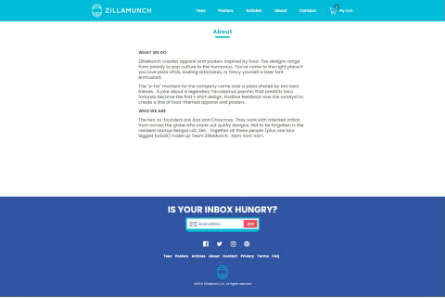 ZILLAMUNCH
Tees Posters Articles About Contact My Cart
About
WHAT WE DO
ZillaMunch creates apparel and posters inspired by food. The designs range
from parody to pop culture to the humorous. You've come to the right place if
you love pizza shirts, dueling artichokes, or fancy yourself a beer font
enthusiast.
The "a-ha" moment for the company came over a pizza shared by two best
friends. A joke about a legendary psychic that predicts taco
fortunes became the first t-shirt design. Positive feedback was the catalyst to
create a line of food-themed apparel and posters.
WHO WE ARE
The two co-founders are Ana and Chauncey. They work with talented artists
from across the globe who crank out quirky designs. Not to be forgotten is the
resident startup Bengal cat, Zen. Together all these people (plus one four
legged furball) make up Team ZillaMunch. Nom nom nom.
IS YOUR INBOX HUNGRY?
email address
Tees Posters Articles About Contact Privacy Terms FAQ
ZillaMunch, LLC. All rights reserved.